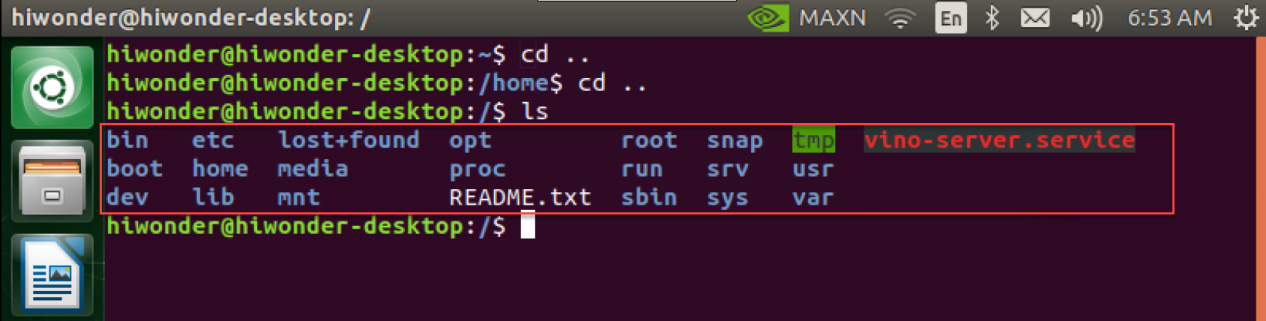 hiwonder@hiwonder-desktop: / MAXN En 6:53 AM
hiwonder@hiwonder-desktop:~$ cd ..
hiwonder@hiwonder-desktop:/home$ cd ..
hiwonder@hiwonder-desktop:/$ ls
bin etc lost+found opt root snap tmp vino-server.service
boot home media proc run srv usr
dev lib mnt README.txt sbin sys var
hiwonder@hiwonder-desktop:/$